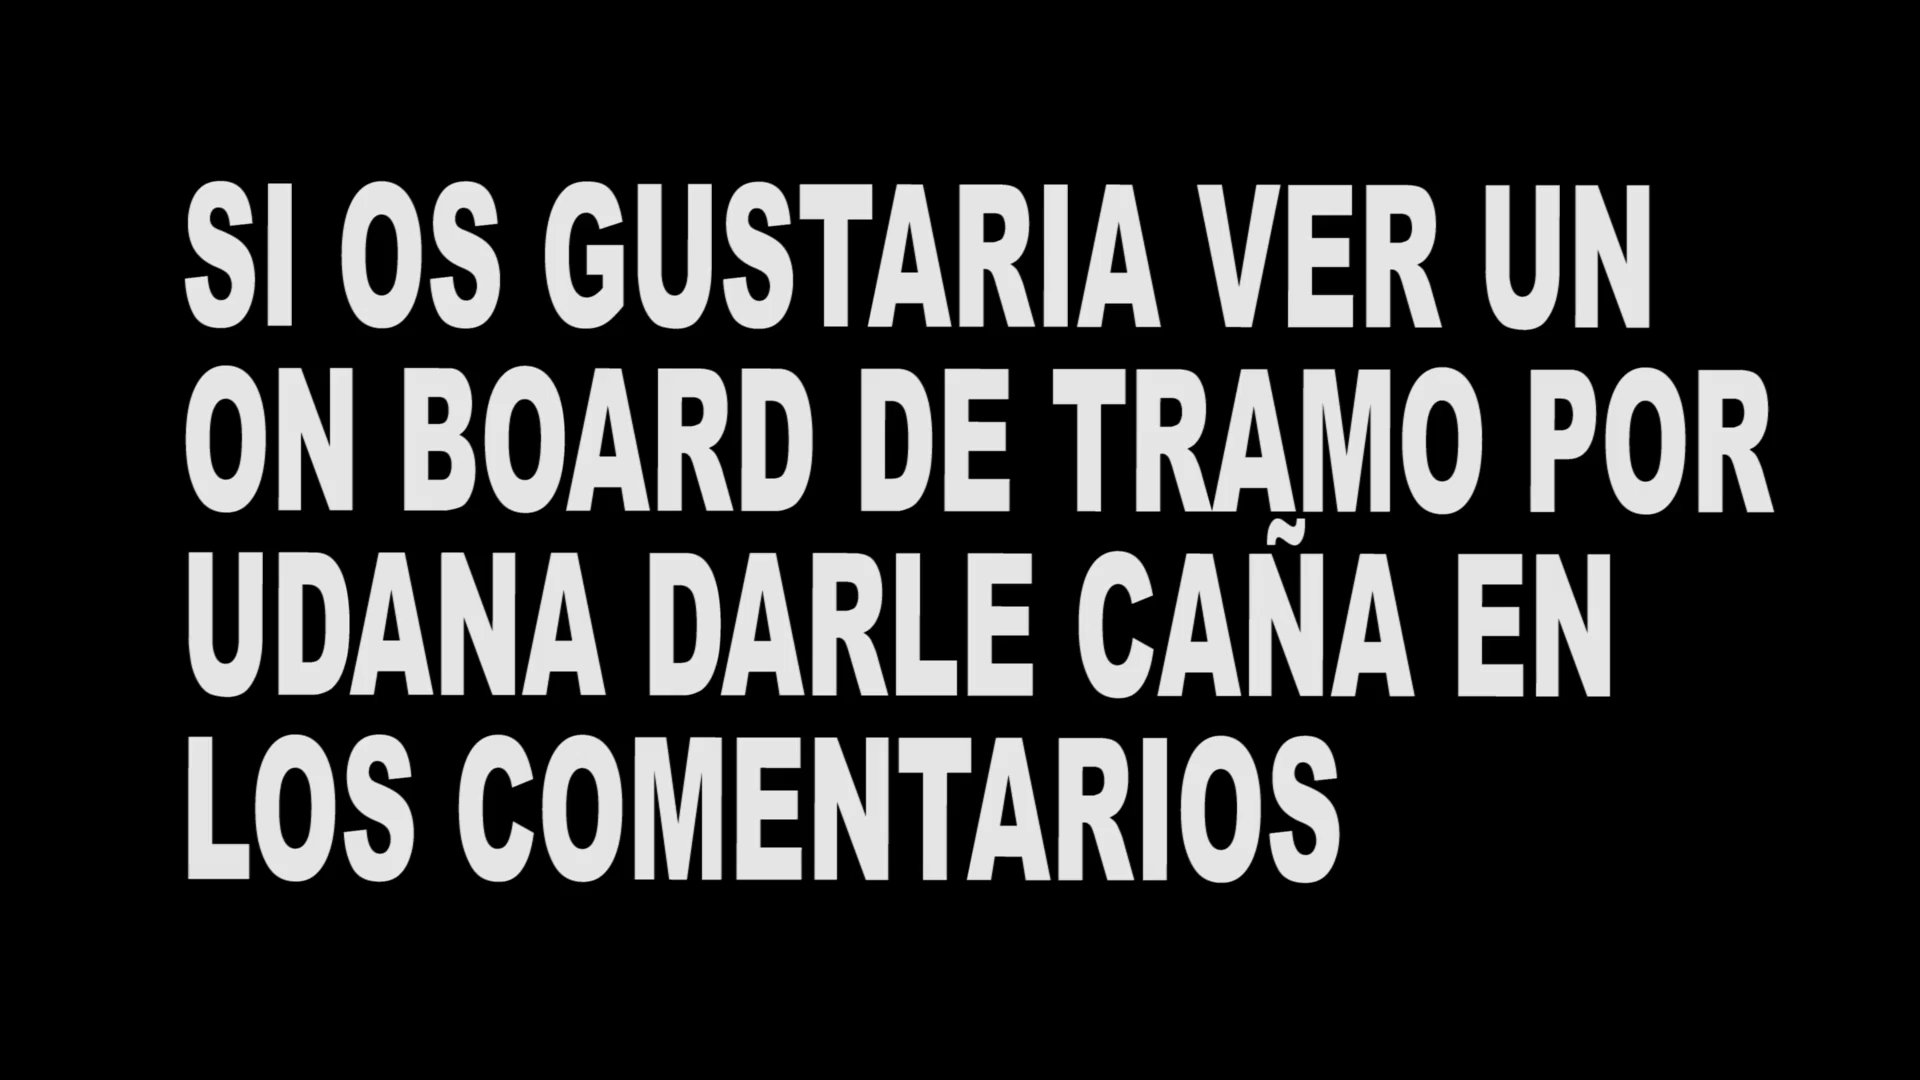 SI OS GUSTARIA VER UN
ON BOARD DE TRAMO POR
UDANA DARLE CAÑA EN
LOS COMENTARIOS